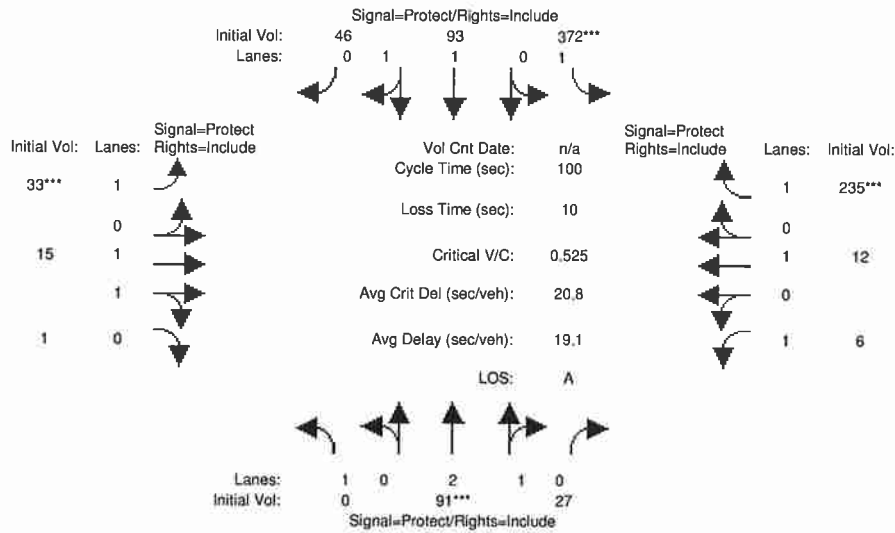 Signal=Protect/Rights=Include
Initial Vol: 46 93 372***
Lanes: 0 1 1 0 1
Signal=Protect
Initial Vol: Lanes: Rights=Include
Vol Cnt Date: n/a
Signal=Protect
Rights=Include Lanes: Initial Vol:
Cycle Time (sec): 100
33*** 1
1 235***
Loss Time (sec): 10
0
0
15 1
Critical V/C: 0.525
1 12
1
Avg Crit Del (sec/veh): 20.8
0
1 0
Avg Delay (sec/veh): 19.1
1 6
LOS: A
Lanes: 1 0 2 1 0
Initial Vol: 0 91*** 27
Signal=Protect/Rights=Include